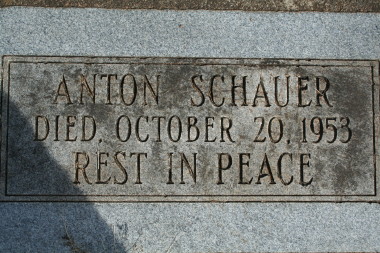 ANTON SCHAUER
DIED, OCTOBER 20, 1953
REST IN PEACE